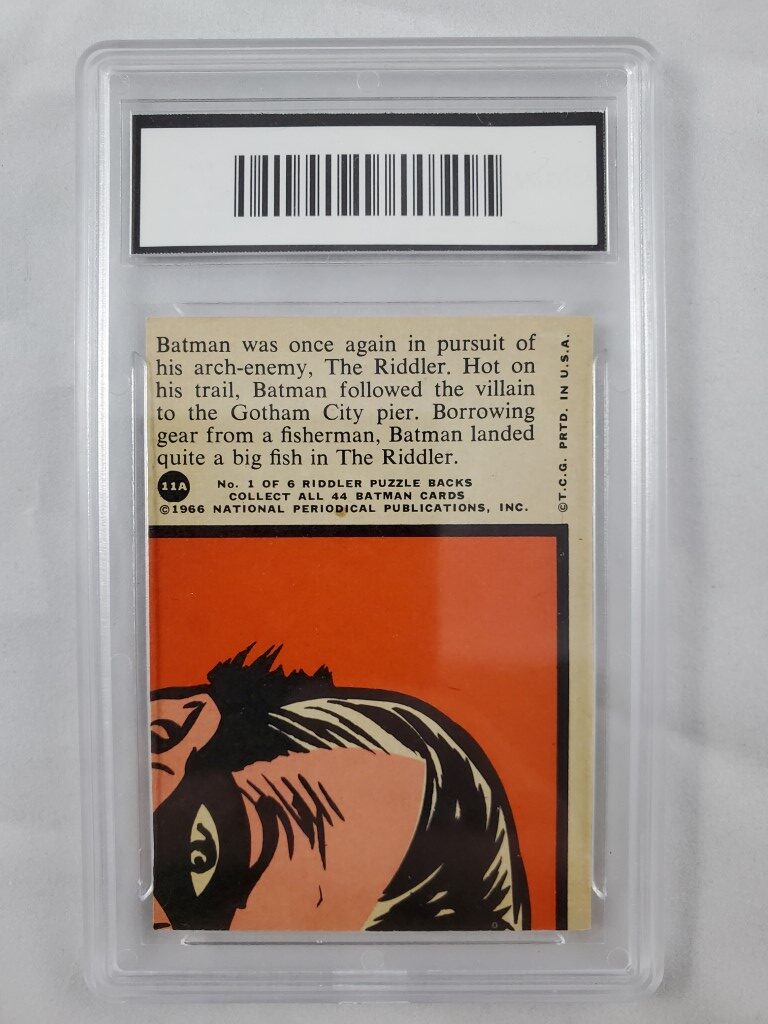 Batman was once again in pursuit of
his arch-enemy, The Riddler. Hot on
his trail, Batman followed the villain
to the Gotham City pier. Borrowing
gear from a fisherman, Batman landed
quite a big fish in The Riddler.
11A
No. 1 OF 6 RIDDLER PUZZLE BACKS
COLLECT ALL 44 BATMAN CARDS
©1966 NATIONAL PERIODICAL PUBLICATIONS, INC.
©T.C.G. PRTD. IN U.S.A.